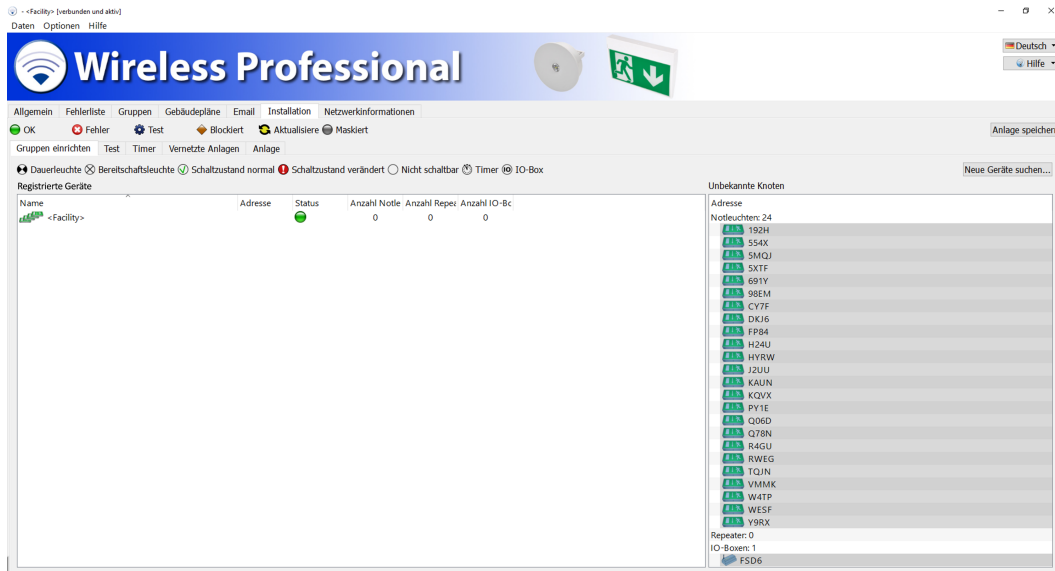 - <Facility> [verbunden und aktiv]
Daten Optionen Hilfe
Wireless Professional
Deutsch
Hilfe
Allgemein Fehlerliste Gruppen Gebäudepläne Email Installation Netzwerkinformationen
OK Fehler Test Blockiert Aktualisiere Maskiert Anlage speichern
Gruppen einrichten Test Timer Vernetzte Anlagen Anlage
Dauerleuchte Bereitschaftsleuchte Schaltzustand normal Schaltzustand verändert Nicht schaltbar Timer IO IO-Box Neue Geräte suchen...
Registrierte Geräte Unbekannte Knoten
Name Adresse Status Anzahl Notle Anzahl Repea Anzahl IO-Bo Adresse
<Facility> 0 0 0 Notleuchten: 24
192H
554X
5MQJ
5XTF
691Y
98EM
CY7F
DKJ6
FP84
H24U
HYRW
J2UU
KAUN
KQVX
PY1E
Q06D
Q78N
R4GU
RWEG
TQJN
VMMK
W4TP
WESF
Y9RX
Repeater: 0
IO-Boxen: 1
FSD6